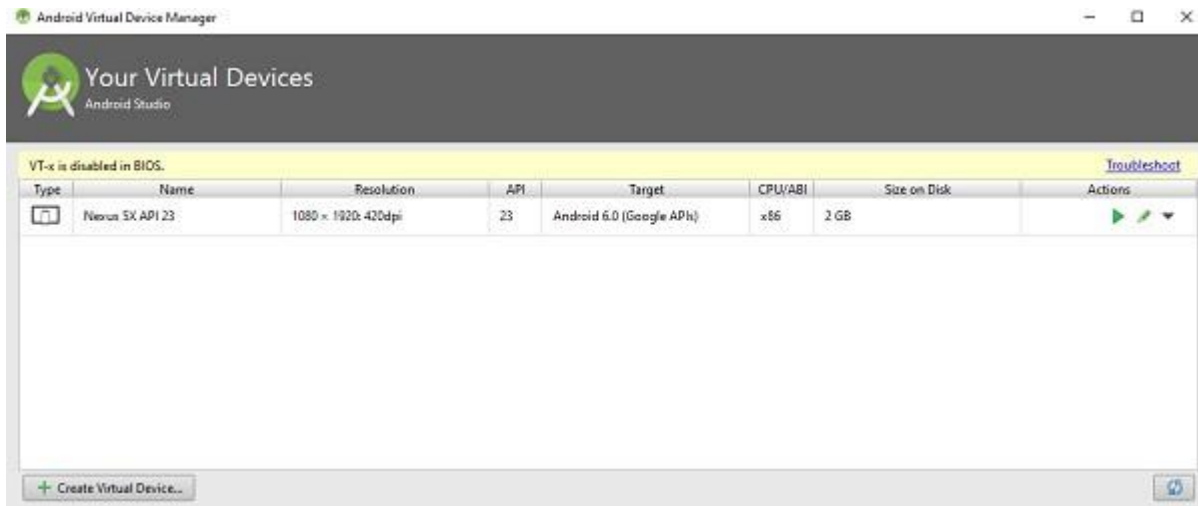 Android Virtual Device Manager
Your Virtual Devices
Android Studio
VT-x is disabled in BIOS. Troubleshoot
Type Name Resolution API Target CPU/ABI Size on Disk Actions
Nexus 5X API 23 1080 × 1920: 420dpi 23 Android 6.0 (Google APIs) x86 2 GB
Create Virtual Device...